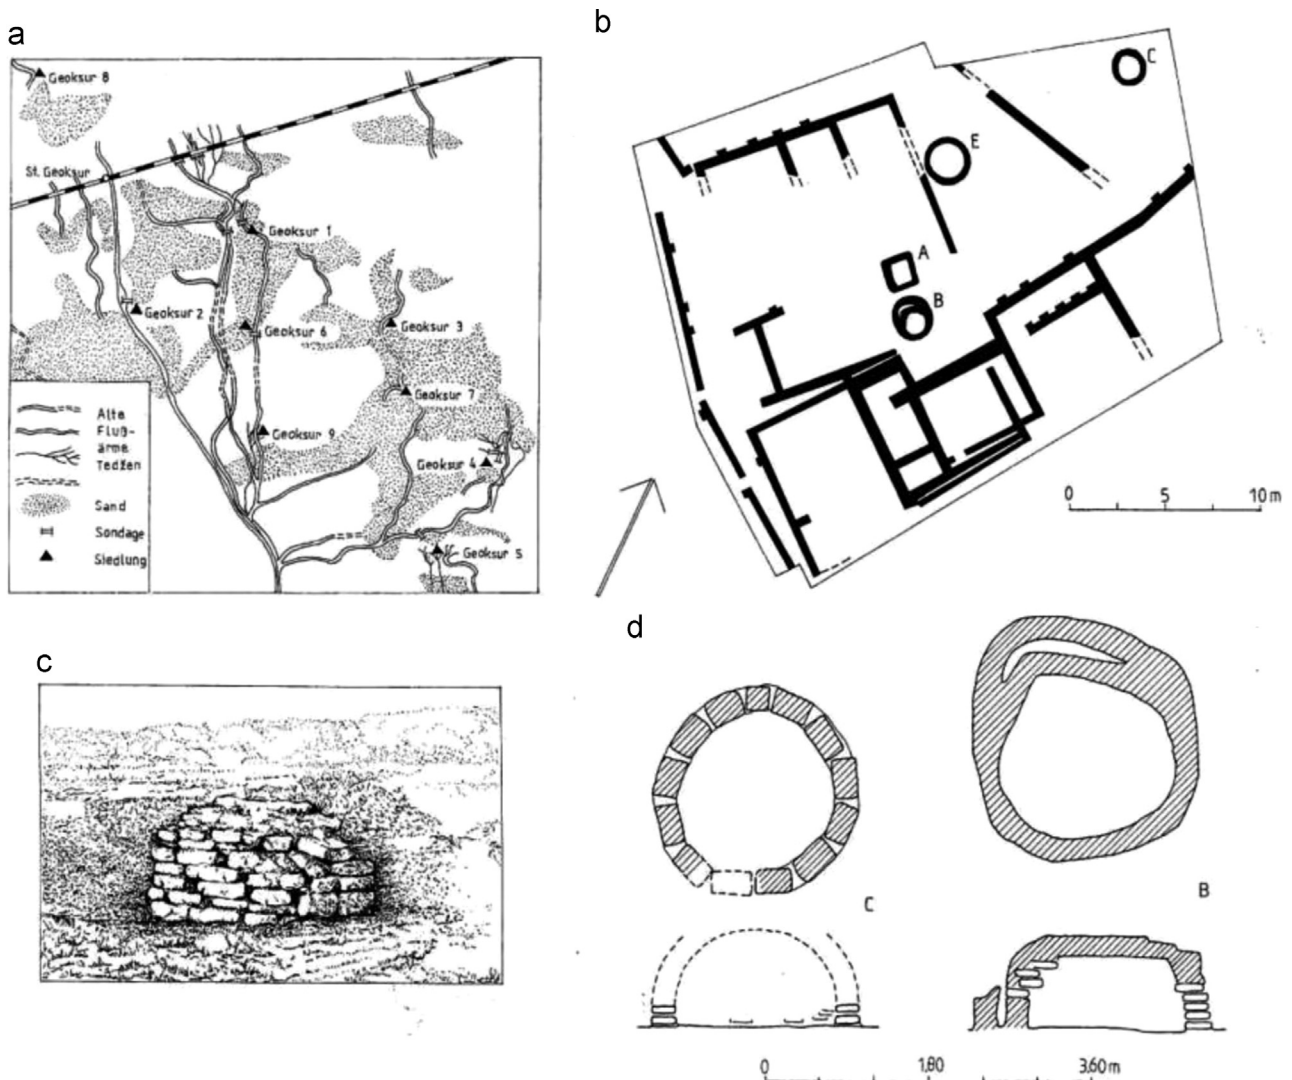 a
Geoksur 8
St. Geoksur
Geoksur 1
Geoksur 2
Geoksur 6
Geoksur 3
Geoksur 7
Geoksur 9
Geoksur 4
Geoksur 5
Alte
Fluß-
arme
Tedžen
Sand
Sondage
Siedlung
b
C
E
A
B
0 5 10 m
c
d
C
B
0 1,80 3,60 m